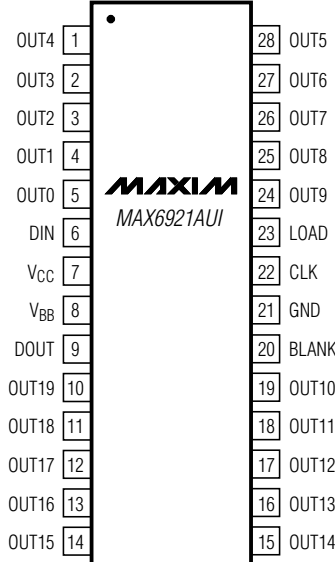 OUT4 1 28 OUT5
OUT3 2 27 OUT6
OUT2 3 26 OUT7
OUT1 4 25 OUT8
OUT0 5 MAXIM 24 OUT9
DIN 6 MAX6921AUI 23 LOAD
VCC 7 22 CLK
VBB 8 21 GND
DOUT 9 20 BLANK
OUT19 10 19 OUT10
OUT18 11 18 OUT11
OUT17 12 17 OUT12
OUT16 13 16 OUT13
OUT15 14 15 OUT14